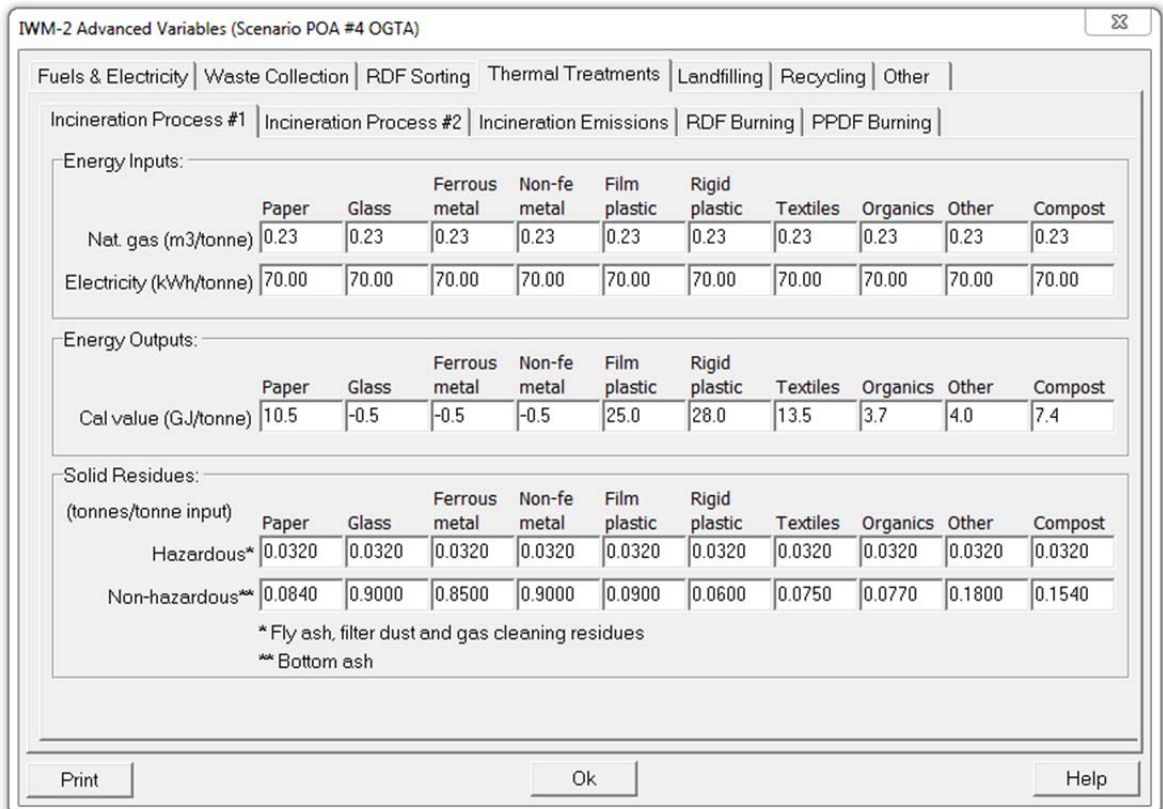 IWM-2 Advanced Variables (Scenario POA #4 OGTA)
Fuels & Electricity Waste Collection RDF Sorting Thermal Treatments Landfilling Recycling Other
Incineration Process #1 Incineration Process #2 Incineration Emissions RDF Burning PPDF Burning
Energy Inputs:
Ferrous Non-fe Film Rigid
Paper Glass metal metal plastic plastic Textiles Organics Other Compost
Nat. gas (m3/tonne) 0.23 0.23 0.23 0.23 0.23 0.23 0.23 0.23 0.23 0.23
Electricity (kWh/tonne) 70.00 70.00 70.00 70.00 70.00 70.00 70.00 70.00 70.00 70.00
Energy Outputs:
Ferrous Non-fe Film Rigid
Paper Glass metal metal plastic plastic Textiles Organics Other Compost
Cal value (GJ/tonne) 10.5 -0.5 -0.5 -0.5 25.0 28.0 13.5 3.7 4.0 7.4
Solid Residues:
Ferrous Non-fe Film Rigid
(tonnes/tonne input) Paper Glass metal metal plastic plastic Textiles Organics Other Compost
Hazardous* 0.0320 0.0320 0.0320 0.0320 0.0320 0.0320 0.0320 0.0320 0.0320 0.0320
Non-hazardous** 0.0840 0.9000 0.8500 0.9000 0.0900 0.0600 0.0750 0.0770 0.1800 0.1540
* Fly ash, filter dust and gas cleaning residues
** Bottom ash
Print Ok Help